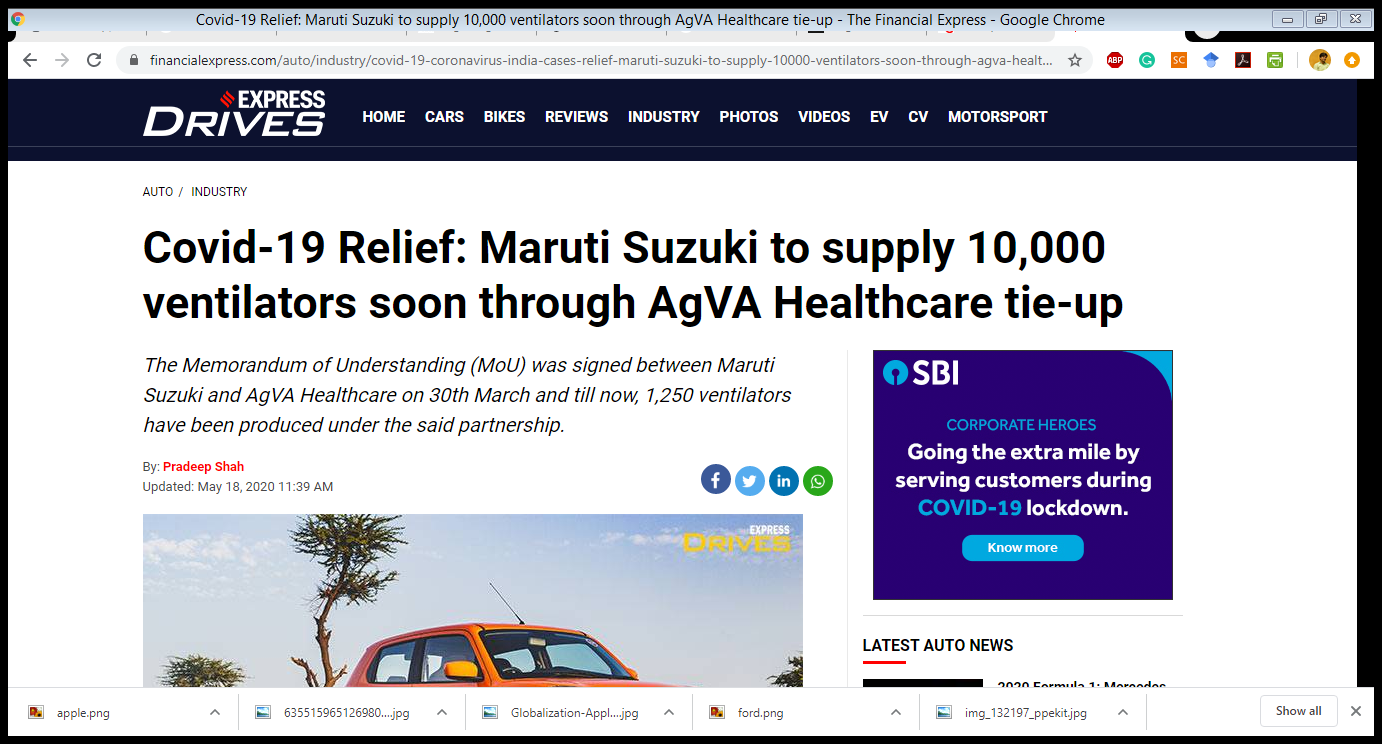 Covid-19 Relief: Maruti Suzuki to supply 10,000 ventilators soon through AgVA Healthcare tie-up - The Financial Express - Google Chrome
financialexpress.com/auto/industry/covid-19-coronavirus-india-cases-relief-maruti-suzuki-to-supply-10000-ventilators-soon-through-agva-healt...
ABP
SC
EXPRESS
DRIVES
HOME CARS BIKES REVIEWS INDUSTRY PHOTOS VIDEOS EV CV MOTORSPORT
AUTO / INDUSTRY
Covid-19 Relief: Maruti Suzuki to supply 10,000
ventilators soon through AgVA Healthcare tie-up
The Memorandum of Understanding (MoU) was signed between Maruti
Suzuki and AgVA Healthcare on 30th March and till now, 1,250 ventilators
have been produced under the said partnership.
By: Pradeep Shah
Updated: May 18, 2020 11:39 AM
EXPRESS
DRIVES
SBI
CORPORATE HEROES
Going the extra mile by
serving customers during
COVID-19 lockdown.
Know more
LATEST AUTO NEWS
2020 Formula 1: Mercedes
apple.png
635515965126980....jpg
Globalization-Appl....jpg
ford.png
img_132197_ppekit.jpg
Show all